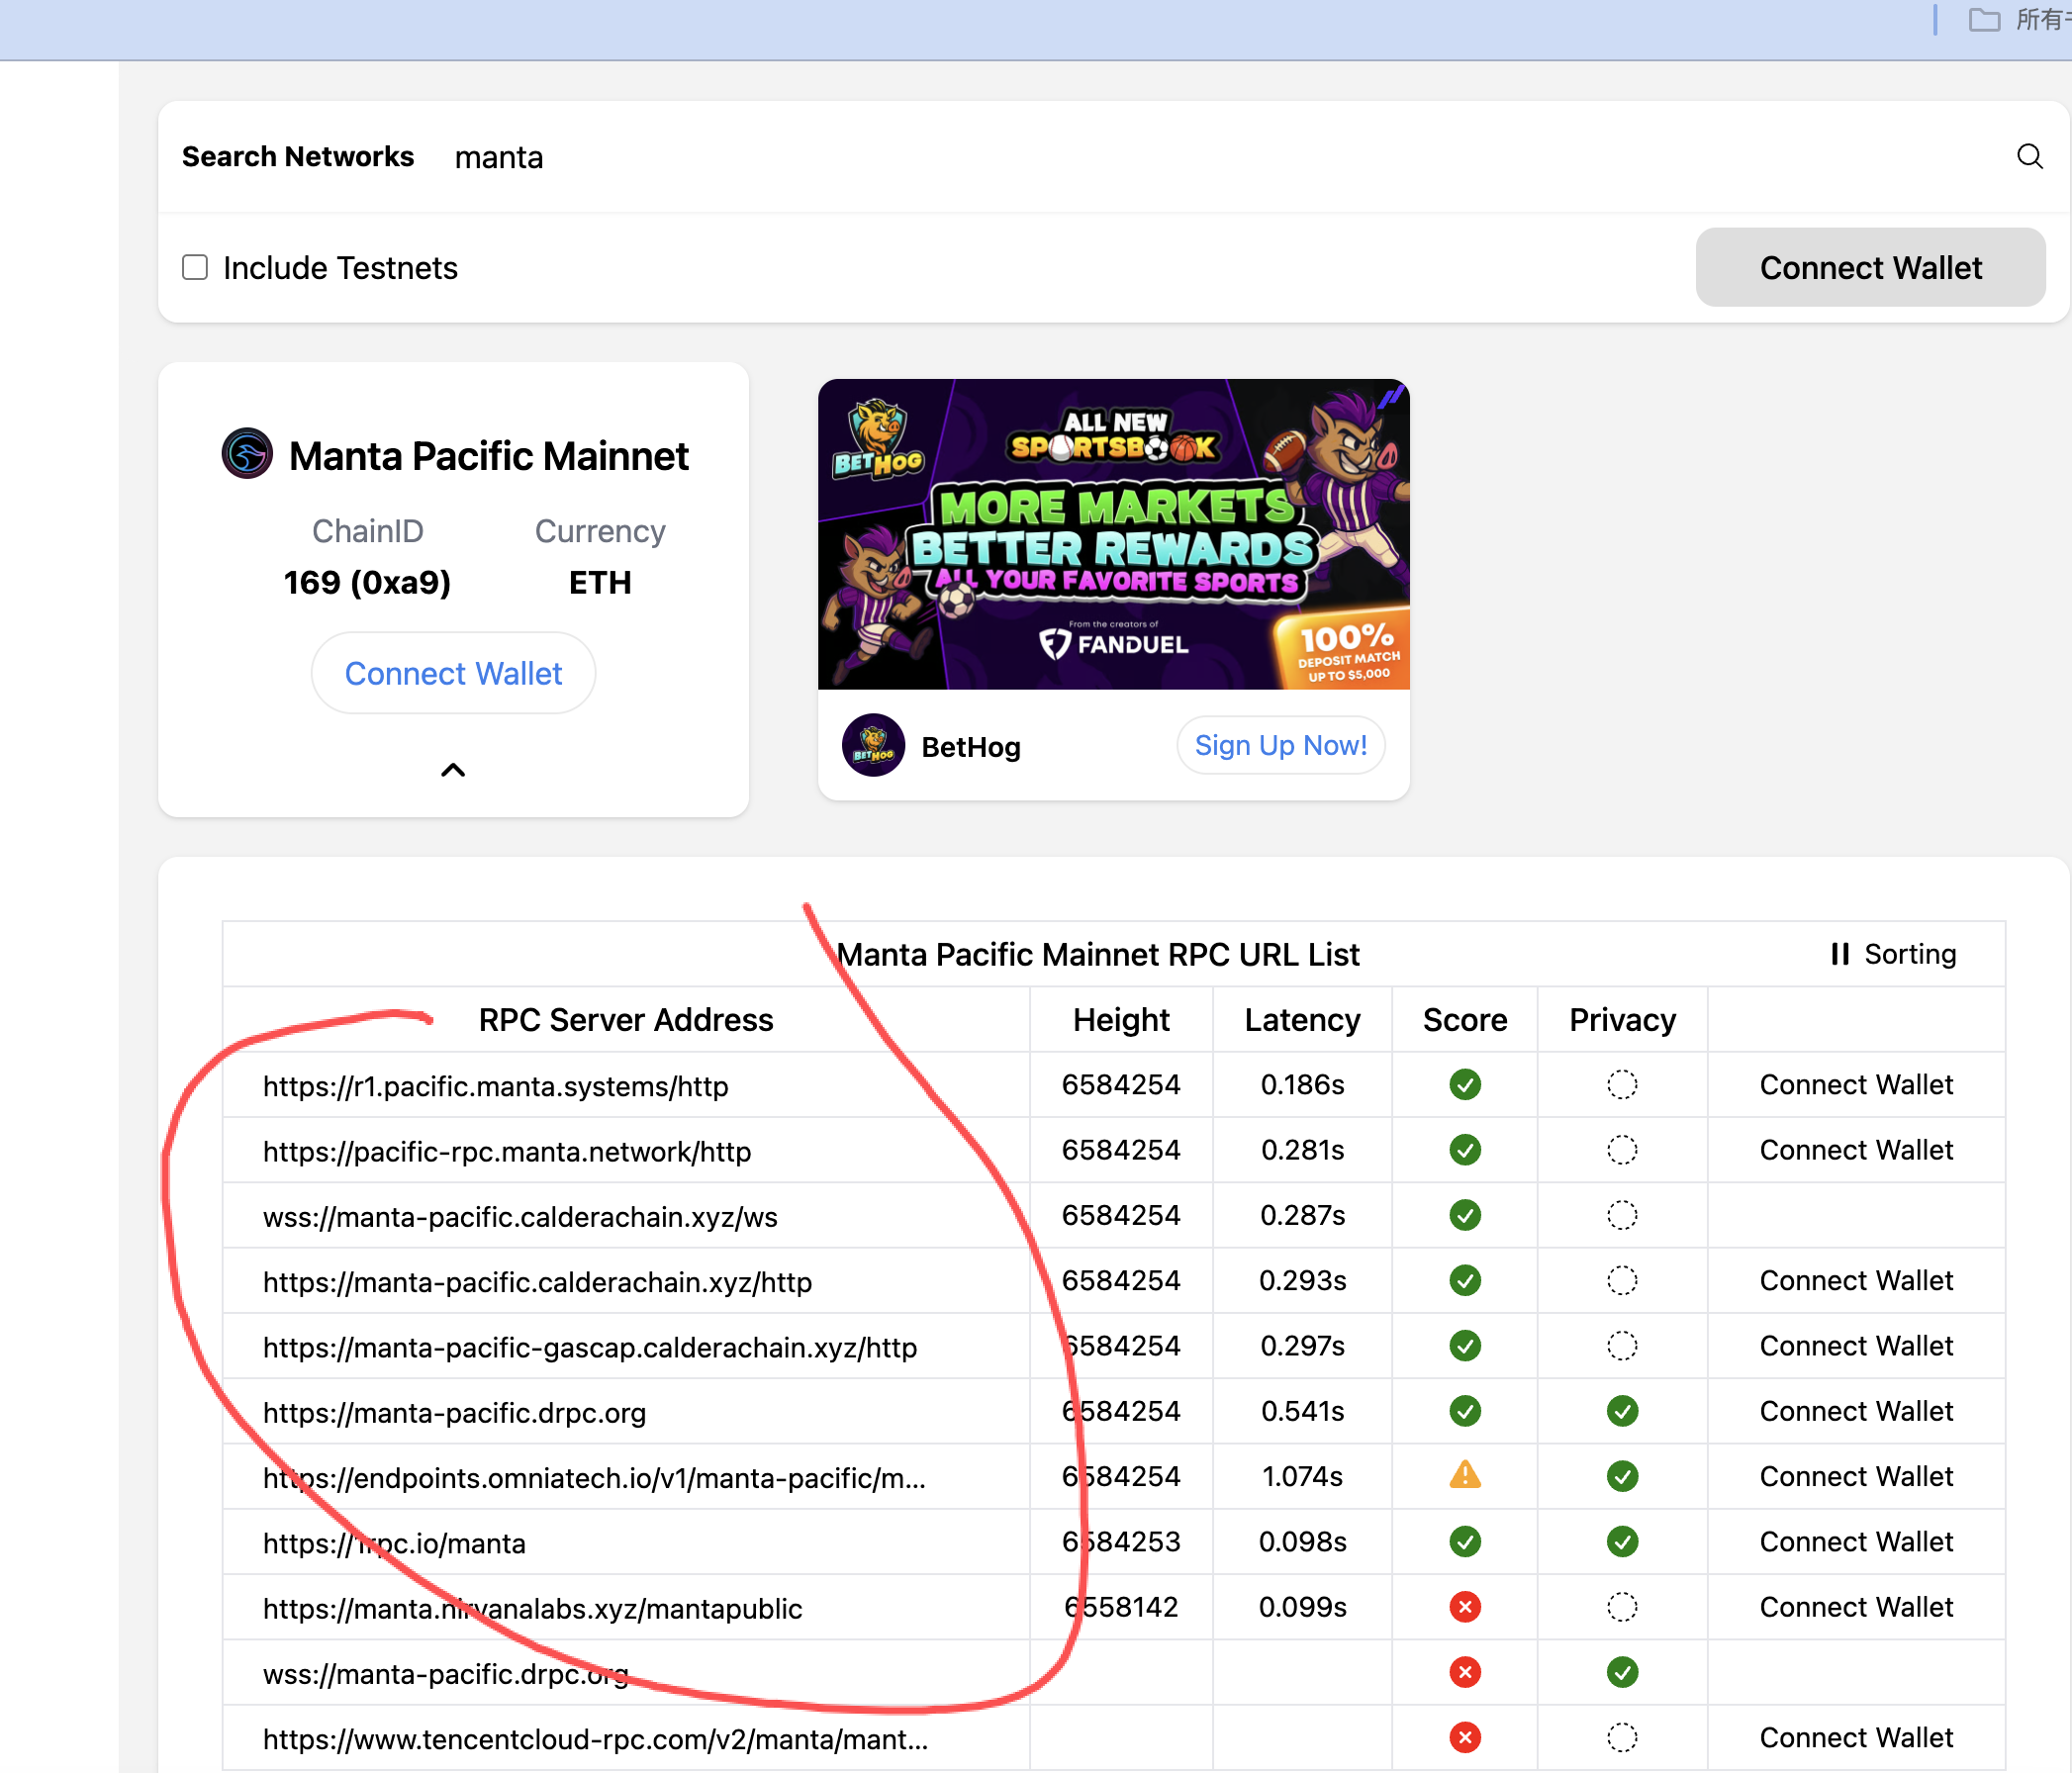 所有
Search Networks manta
Include Testnets Connect Wallet
Manta Pacific Mainnet
ChainID Currency
169 (0xa9) ETH
Connect Wallet
BETHOG
ALL NEW
SPORTSBOOK
MORE MARKETS
BETTER REWARDS
ALL YOUR FAVORITE SPORTS
From the creators of
FANDUEL
100%
DEPOSIT MATCH
UP TO $5,000
BETHOG
BetHog Sign Up Now!
Manta Pacific Mainnet RPC URL List Sorting
RPC Server Address Height Latency Score Privacy
https://r1.pacific.manta.systems/http 6584254 0.186s Connect Wallet
https://pacific-rpc.manta.network/http 6584254 0.281s Connect Wallet
wss://manta-pacific.calderachain.xyz/ws 6584254 0.287s
https://manta-pacific.calderachain.xyz/http 6584254 0.293s Connect Wallet
https://manta-pacific-gascap.calderachain.xyz/http 6584254 0.297s Connect Wallet
https://manta-pacific.drpc.org 6584254 0.541s Connect Wallet
https://endpoints.omniatech.io/v1/manta-pacific/m... 6584254 1.074s Connect Wallet
https://1rpc.io/manta 6584253 0.098s Connect Wallet
https://manta.nirvanalabs.xyz/mantapublic 6558142 0.099s Connect Wallet
wss://manta-pacific.drpc.org
https://www.tencentcloud-rpc.com/v2/manta/mant... Connect Wallet